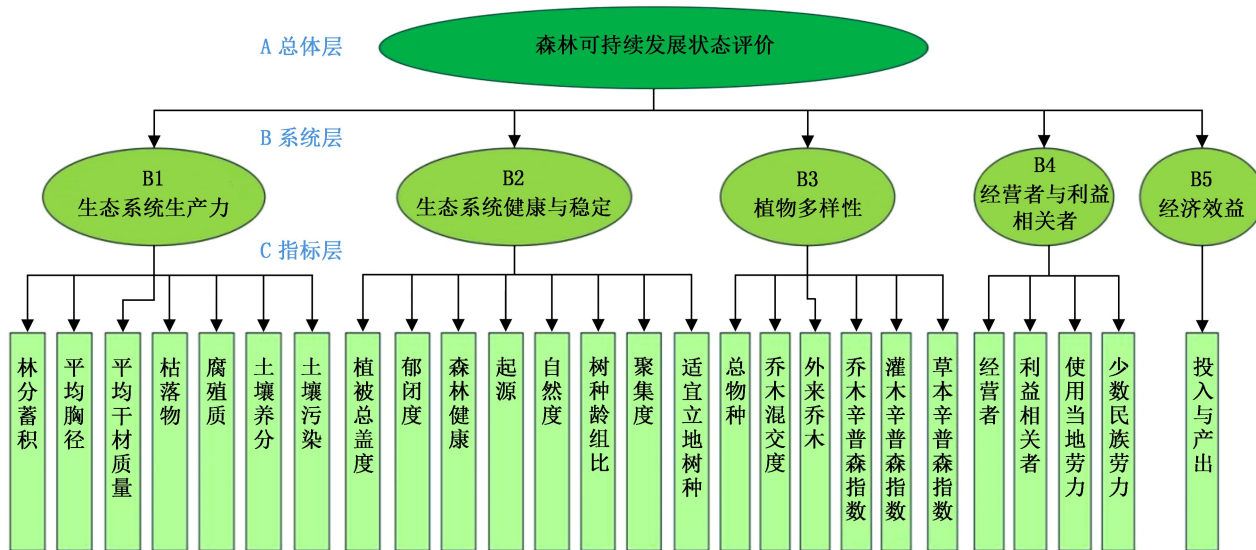 A 总体层
森林可持续发展状态评价
B 系统层
B1
生态系统生产力
B2
生态系统健康与稳定
B3
植物多样性
B4
经营者与利益
相关者
B5
经济效益
C 指标层
林分蓄积
平均胸径
平均干材质量
枯落物
腐殖质
土壤养分
土壤污染
植被总盖度
郁闭度
森林健康
起源
自然度
树种龄组比
聚集度
适宜立地树种
总物种
乔木混交度
外来乔木
乔木辛普森指数
灌木辛普森指数
草本辛普森指数
经营者
利益相关者
使用当地劳力
少数民族劳力
投入与产出